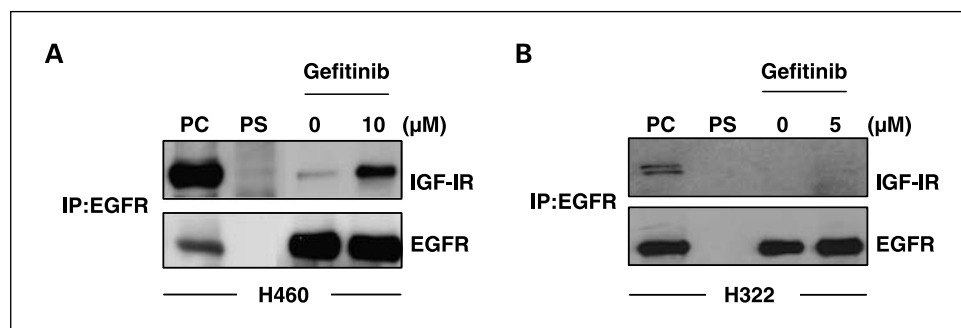 A
Gefitinib
PC PS 0 10 (μM)
IGF-IR
IP:EGFR
EGFR
H460
B
Gefitinib
PC PS 0 5 (μM)
IGF-IR
IP:EGFR
EGFR
H322